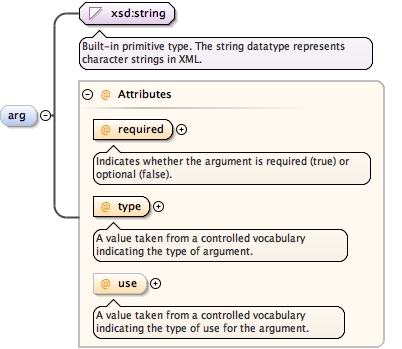 xsd:string
Built-in primitive type. The string datatype represents
character strings in XML.
arg
@ Attributes
@ required
Indicates whether the argument is required (true) or
optional (false).
@ type
A value taken from a controlled vocabulary
indicating the type of argument.
@ use
A value taken from a controlled vocabulary
indicating the type of use for the argument.